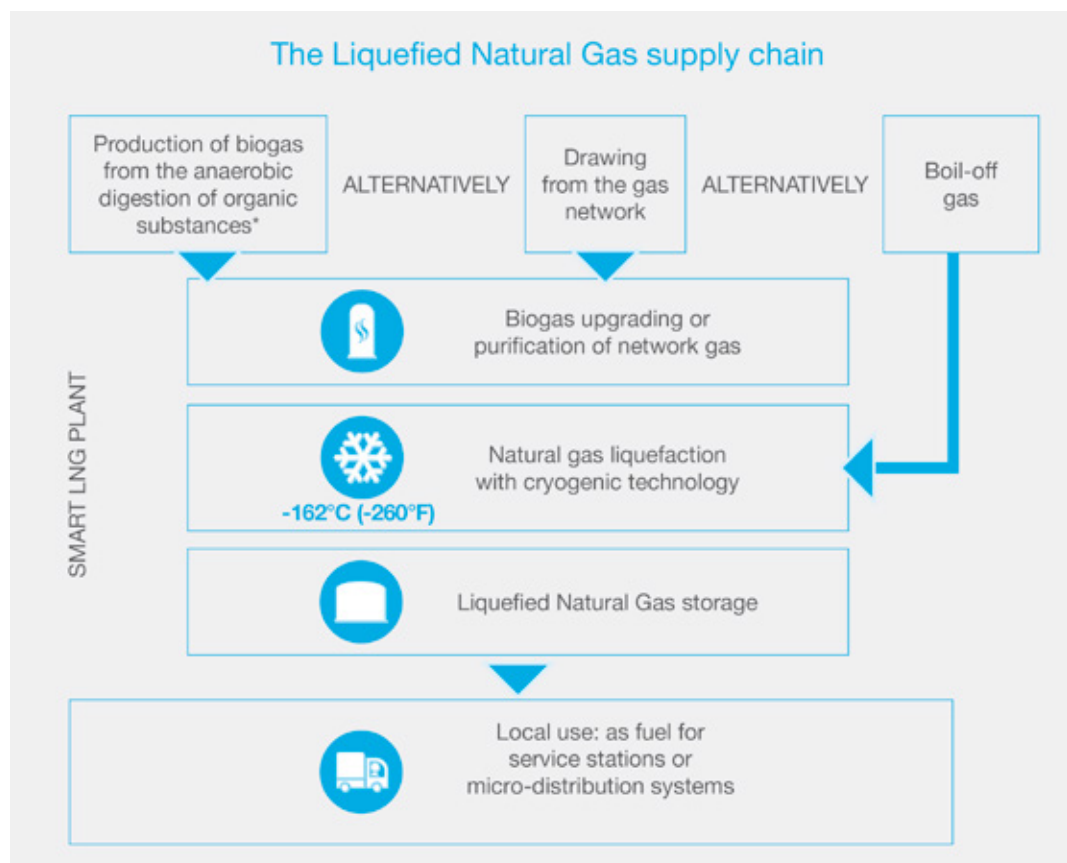 The Liquefied Natural Gas supply chain
Production of biogas
from the anaerobic
digestion of organic
substances*
ALTERNATIVELY
Drawing
from the gas
network
ALTERNATIVELY
Boil-off
gas
SMART LNG PLANT
Biogas upgrading or
purification of network gas
Natural gas liquefaction
with cryogenic technology
-162°C (-260°F)
Liquefied Natural Gas storage
Local use: as fuel for
service stations or
micro-distribution systems